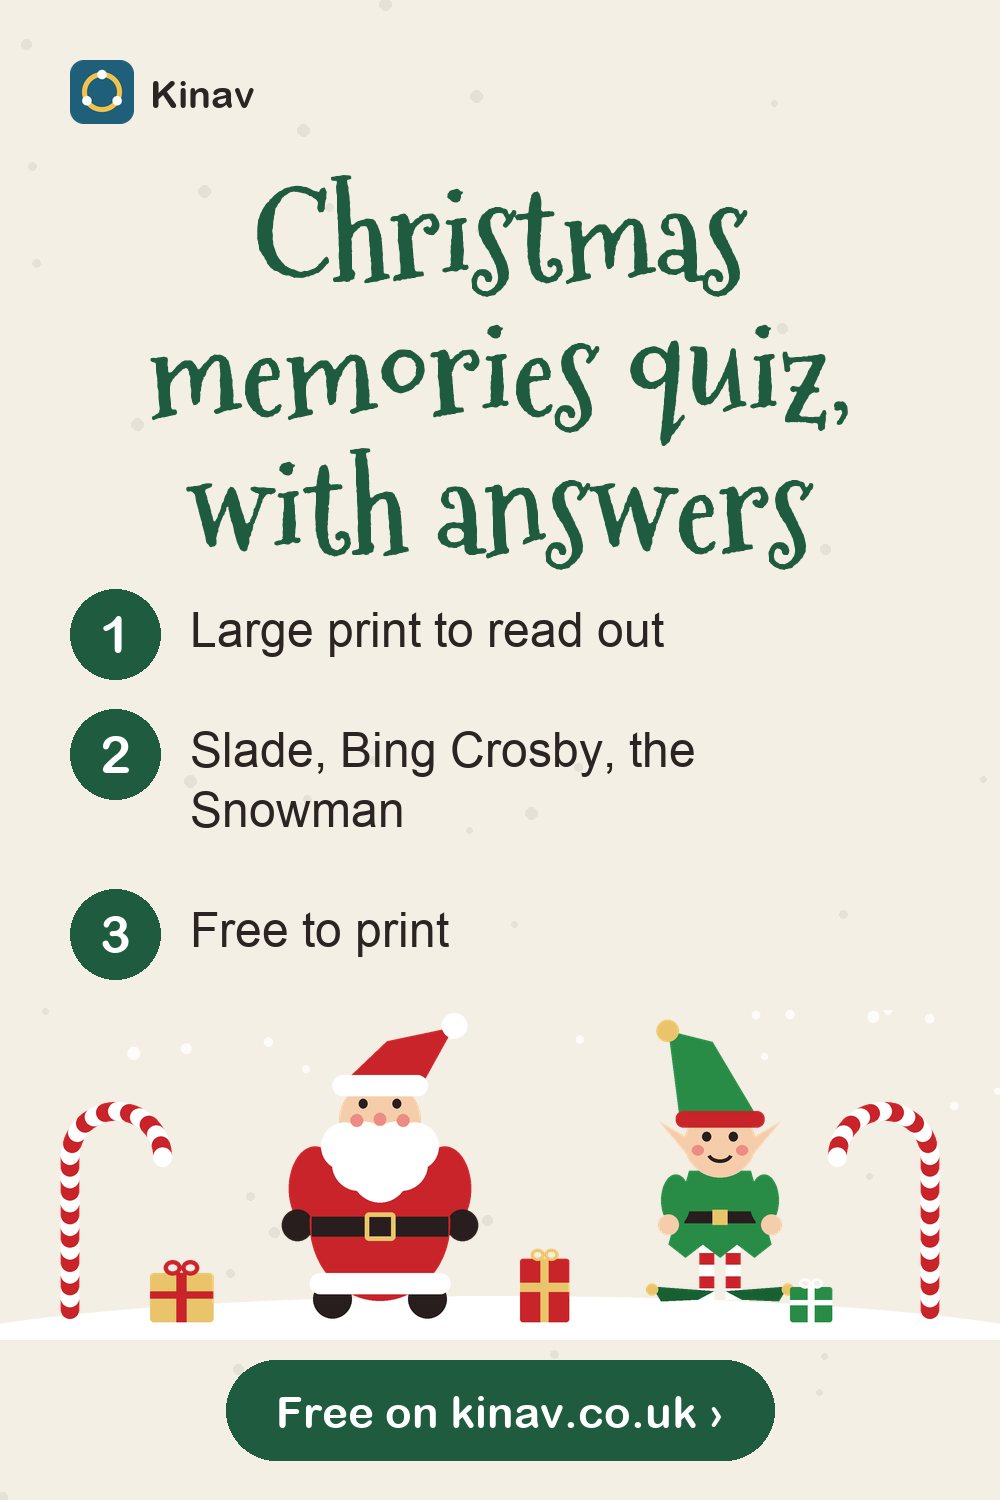 Kinav
Christmas
memories quiz,
with answers
1 Large print to read out
2 Slade, Bing Crosby, the
Snowman
3 Free to print
Free on kinav.co.uk ›